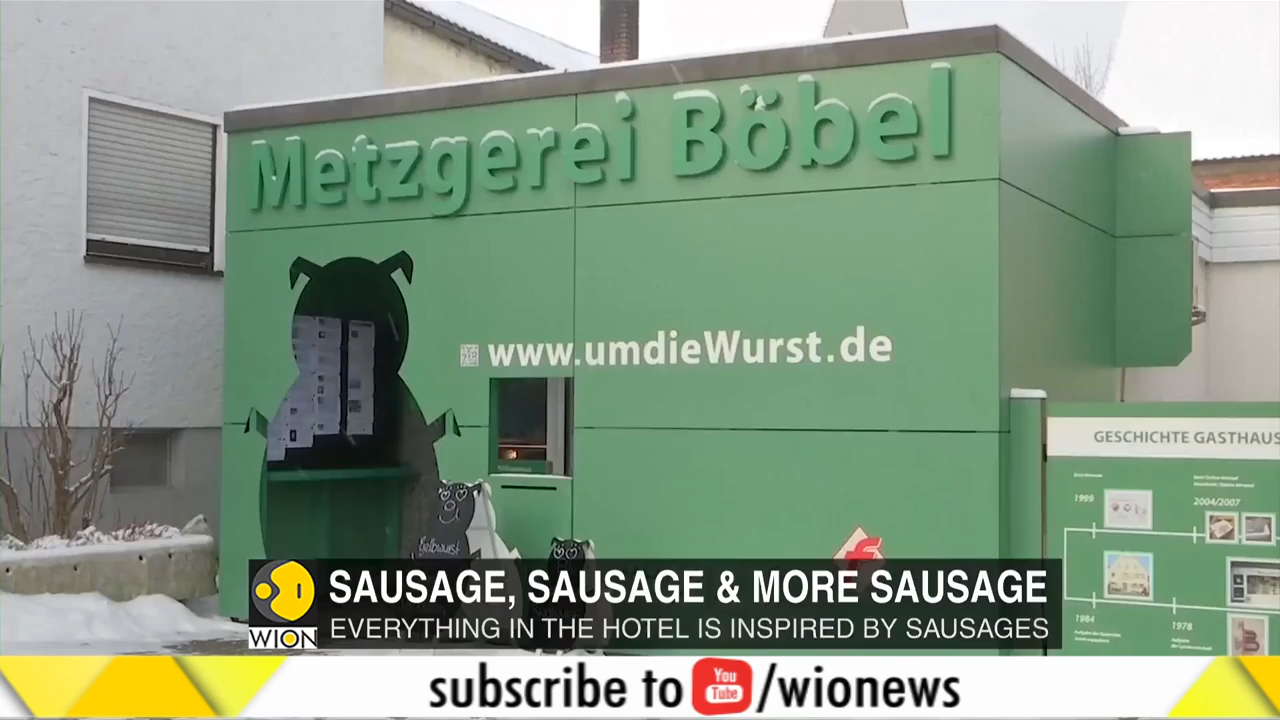 Metzgerei Böbel
www.umdieWurst.de
GESCHICHTE GASTHAUS
1999
2004/2007
1984
1978
Gelbwurst
WION
SAUSAGE, SAUSAGE & MORE SAUSAGE
EVERYTHING IN THE HOTEL IS INSPIRED BY SAUSAGES
subscribe to You Tube /wionews